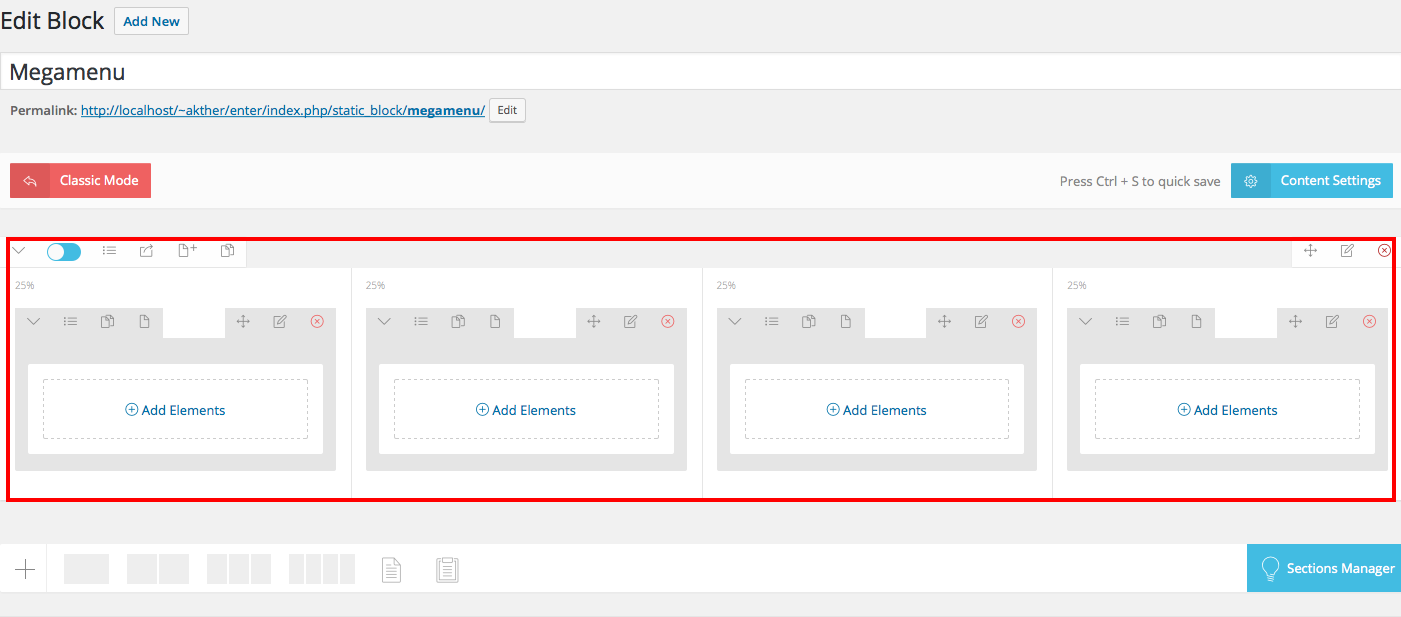 Edit Block Add New
Megamenu
Permalink: http://localhost/~akther/enter/index.php/static_block/megamenu/ Edit
Classic Mode Press Ctrl + S to quick save Content Settings
25% 25% 25% 25%
Add Elements Add Elements Add Elements Add Elements
Sections Manager